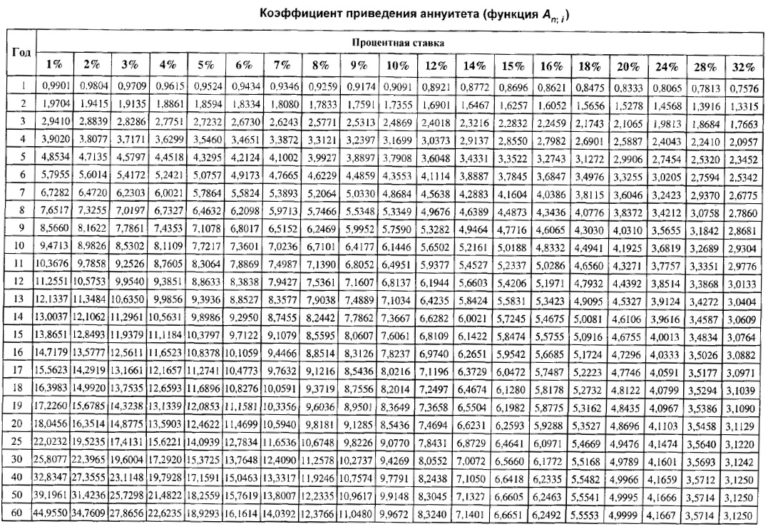 Коэффициент приведения аннуитета (функция Aп; i)
Год Процентная ставка
1% 2% 3% 4% 5% 6% 7% 8% 9% 10% 12% 14% 15% 16% 18% 20% 24% 28% 32%
1 0,9901 0,9804 0,9709 0,9615 0,9524 0,9434 0,9346 0,9259 0,9174 0,9091 0,8921 0,8772 0,8696 0,8621 0,8475 0,8333 0,8065 0,7813 0,7576
2 1,9704 1,9415 1,9135 1,8861 1,8594 1,8334 1,8080 1,7833 1,7591 1,7355 1,6901 1,6467 1,6257 1,6052 1,5656 1,5278 1,4568 1,3916 1,3315
3 2,9410 2,8839 2,8286 2,7751 2,7232 2,6730 2,6243 2,5771 2,5313 2,4869 2,4018 2,3216 2,2832 2,2459 2,1743 2,1065 1,9813 1,8684 1,7663
4 3,9020 3,8077 3,7171 3,6299 3,5460 3,4651 3,3872 3,3121 3,2397 3,1699 3,0373 2,9137 2,8550 2,7982 2,6901 2,5887 2,4043 2,2410 2,0957
5 4,8534 4,7135 4,5797 4,4518 4,3295 4,2124 4,1002 3,9927 3,8897 3,7908 3,6048 3,4331 3,3522 3,2743 3,1272 2,9906 2,7454 2,5320 2,3452
6 5,7955 5,6014 5,4172 5,2421 5,0757 4,9173 4,7665 4,6229 4,4859 4,3553 4,1114 3,8887 3,7845 3,6847 3,4976 3,3255 3,0205 2,7594 2,5342
7 6,7282 6,4720 6,2303 6,0021 5,7864 5,5824 5,3893 5,2064 5,0330 4,8684 4,5638 4,2883 4,1604 4,0386 3,8115 3,6046 3,2423 2,9370 2,6775
8 7,6517 7,3255 7,0197 6,7327 6,4632 6,2098 5,9713 5,7466 5,5348 5,3349 4,9676 4,6389 4,4873 4,3436 4,0776 3,8372 3,4212 3,0758 2,7860
9 8,5660 8,1622 7,7861 7,4353 7,1078 6,8017 6,5152 6,2469 5,9952 5,7590 5,3282 4,9464 4,7716 4,6065 4,3030 4,0310 3,5655 3,1842 2,8681
10 9,4713 8,9826 8,5302 8,1109 7,7217 7,3601 7,0236 6,7101 6,4177 6,1446 5,6502 5,2161 5,0188 4,8332 4,4941 4,1925 3,6819 3,2689 2,9304
11 10,3676 9,7858 9,2526 8,7605 8,3064 7,8869 7,4987 7,1390 6,8052 6,4951 5,9377 5,4527 5,2337 5,0286 4,6560 4,3271 3,7757 3,3351 2,9776
12 11,2551 10,5753 9,9540 9,3851 8,8633 8,3838 7,9427 7,5361 7,1607 6,8137 6,1944 5,6603 5,4206 5,1971 4,7932 4,4392 3,8514 3,3868 3,0133
13 12,1337 11,3484 10,6350 9,9856 9,3936 8,8527 8,3577 7,9038 7,4889 7,1034 6,4235 5,8424 5,5831 5,3423 4,9095 4,5327 3,9124 3,4272 3,0404
14 13,0037 12,1062 11,2961 10,5631 9,8986 9,2950 8,7455 8,2442 7,7862 7,3667 6,6282 6,0021 5,7245 5,4675 5,0081 4,6106 3,9616 3,4587 3,0609
15 13,8651 12,8493 11,9379 11,1184 10,3797 9,7122 9,1079 8,5595 8,0607 7,6061 6,8109 6,1422 5,8474 5,5755 5,0916 4,6755 4,0013 3,4834 3,0764
16 14,7179 13,5777 12,5611 11,6523 10,8378 10,1059 9,4466 8,8514 8,3126 7,8237 6,9740 6,2651 5,9542 5,6685 5,1724 4,7296 4,0333 3,5026 3,0882
17 15,5623 14,2919 13,1661 12,1657 11,2741 10,4773 9,7632 9,1216 8,5436 8,0216 7,1196 6,3729 6,0472 5,7487 5,2223 4,7746 4,0591 3,5177 3,0971
18 16,3983 14,9920 13,7535 12,6593 11,6896 10,8276 10,0591 9,3719 8,7556 8,2014 7,2497 6,4674 6,1280 5,8178 5,2732 4,8122 4,0799 3,5294 3,1039
19 17,2260 15,6785 14,3238 13,1339 12,0853 11,1581 10,3356 9,6036 8,9501 8,3649 7,3658 6,5504 6,1982 5,8775 5,3162 4,8435 4,0967 3,5386 3,1090
20 18,0456 16,3514 14,8775 13,5903 12,4622 11,4699 10,5940 9,8181 9,1285 8,5436 7,4694 6,6231 6,2593 5,9288 5,3527 4,8696 4,1103 3,5458 3,1129
25 22,0232 19,5235 17,4131 15,6221 14,0939 12,7834 11,6536 10,6748 9,8226 9,0770 7,8431 6,8729 6,4641 6,0971 5,4669 4,9476 4,1474 3,5640 3,1220
30 25,8077 22,3965 19,6004 17,2920 15,3725 13,7648 12,4090 11,2578 10,2737 9,4269 8,0552 7,0072 6,5660 6,1772 5,5168 4,9789 4,1601 3,5693 3,1242
40 32,8347 27,3555 23,1148 19,7928 17,1591 15,0463 13,3317 11,9246 10,7574 9,7791 8,2438 7,1050 6,6418 6,2335 5,5482 4,9966 4,1659 3,5712 3,1250
50 39,1961 31,4236 25,7298 21,4822 18,2559 15,7619 13,8007 12,2335 10,9617 9,9148 8,3045 7,1327 6,6605 6,2463 5,5541 4,9995 4,1666 3,5714 3,1250
60 44,9550 34,7609 27,8656 22,6235 18,9293 16,1614 14,0392 12,3766 11,0480 9,9672 8,3240 7,1401 6,6651 6,2492 5,5553 4,9999 4,1667 3,5714 3,1250